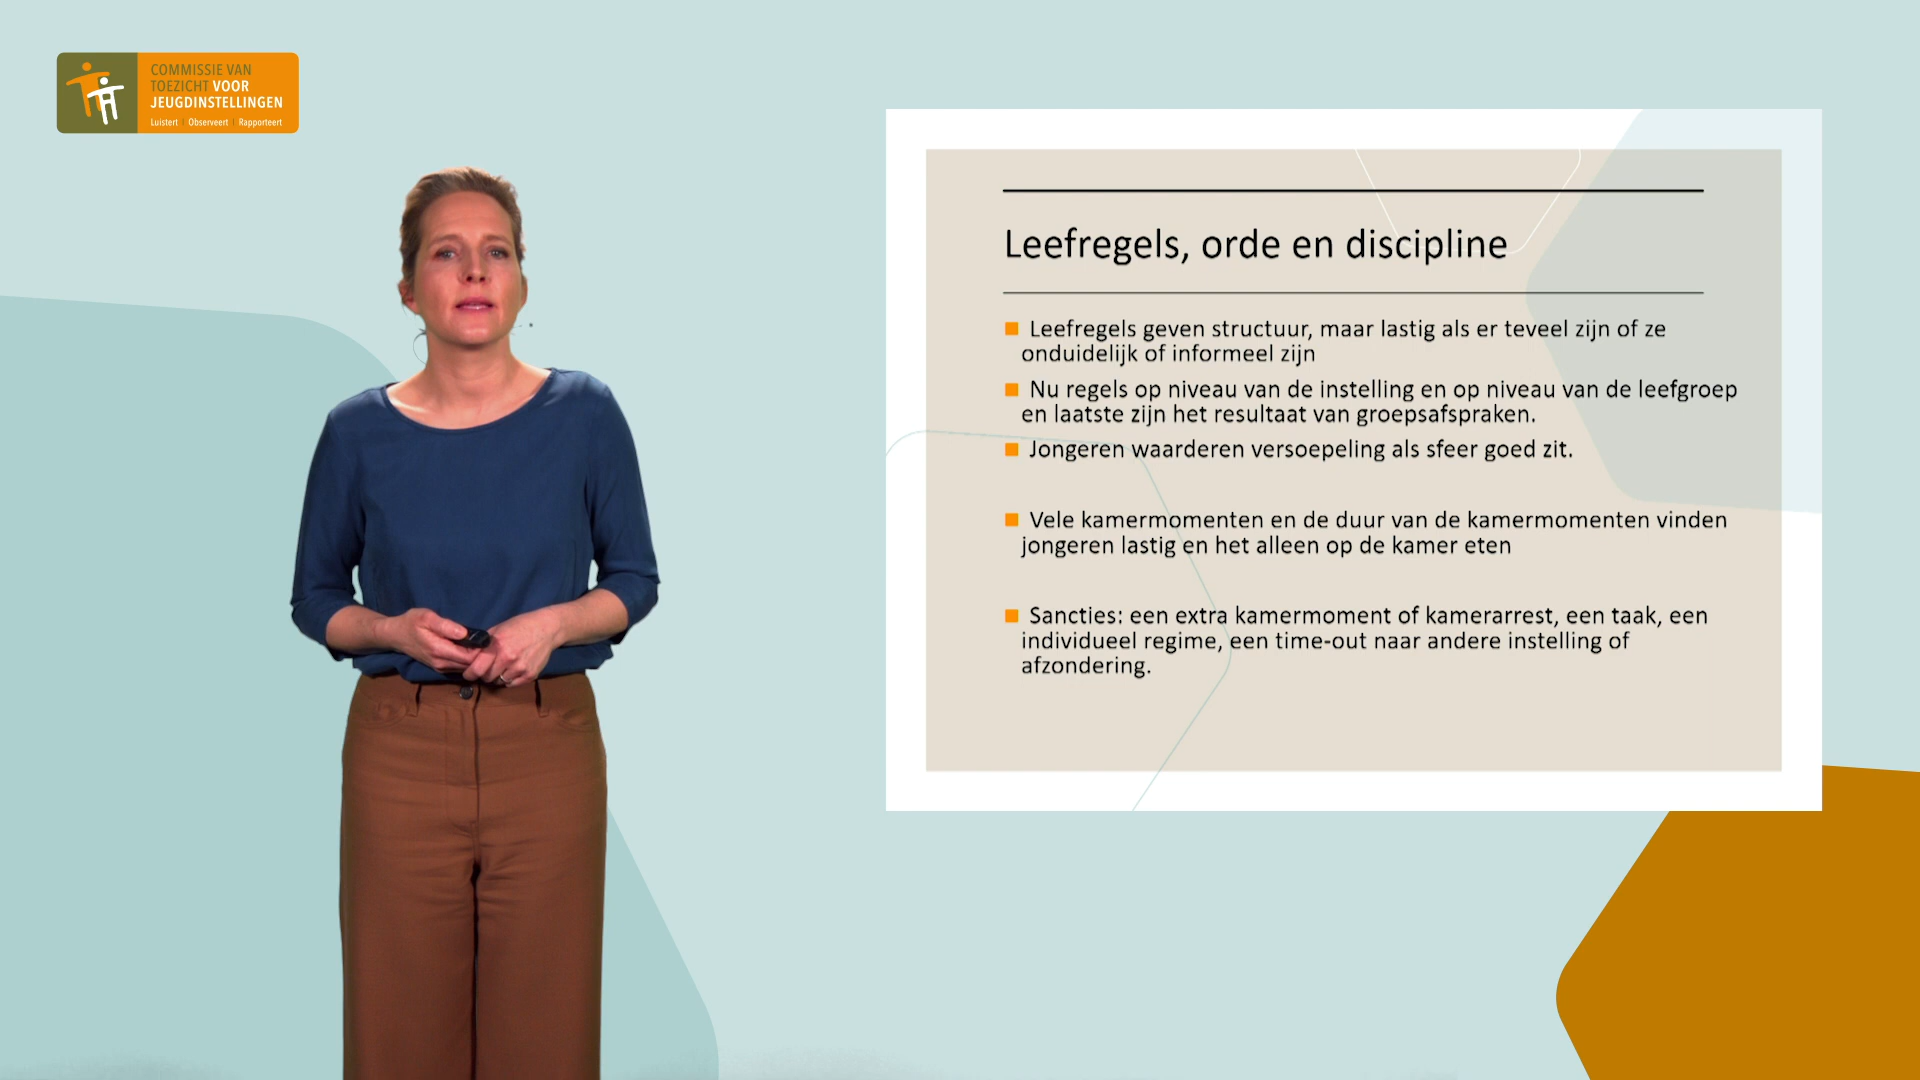 COMMISSIE VAN
TOEZICHT VOOR
JEUGDINSTELLINGEN
Luistert | Observeert | Rapporteert
Leefregels, orde en discipline
Leefregels geven structuur, maar lastig als er teveel zijn of ze
onduidelijk of informeel zijn
Nu regels op niveau van de instelling en op niveau van de leefgroep
en laatste zijn het resultaat van groepsafspraken.
Jongeren waarderen versoepeling als sfeer goed zit.
Vele kamermomenten en de duur van de kamermomenten vinden
jongeren lastig en het alleen op de kamer eten
Sancties: een extra kamermoment of kamerarrest, een taak, een
individueel regime, een time-out naar andere instelling of
afzondering.